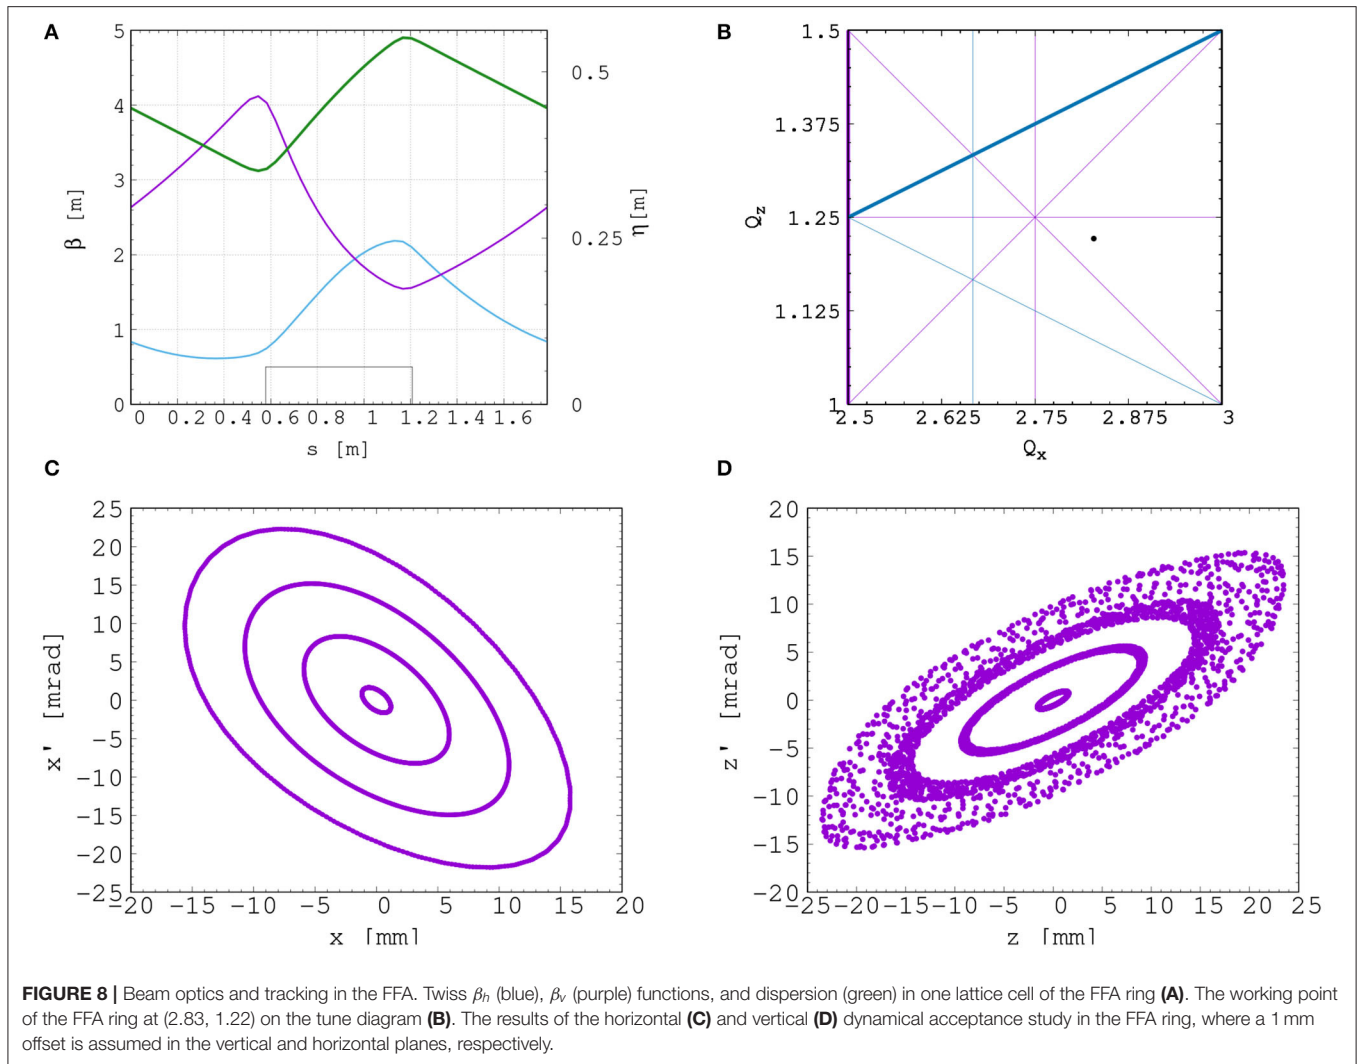 A
5
4
3
2
1
0
β [m]
0 0.2 0.4 0.6 0.8 1 1.2 1.4 1.6
s [m]
0.5
0.25
0
η[m]
B
1.5
1.375
1.25
1.125
1
Qz
2.5 2.625 2.75 2.875 3
Qx
C
25
20
15
10
5
0
−5
−10
−15
−20
−25
x' [mrad]
−20 −15 −10 −5 0 5 10 15 20
x [mm]
D
20
15
10
5
0
−5
−10
−15
−20
z' [mrad]
−25 −20 −15 −10 −5 0 5 10 15 20 25
z [mm]
FIGURE 8 | Beam optics and tracking in the FFA. Twiss βh (blue), βv (purple) functions, and dispersion (green) in one lattice cell of the FFA ring (A). The working point
of the FFA ring at (2.83, 1.22) on the tune diagram (B). The results of the horizontal (C) and vertical (D) dynamical acceptance study in the FFA ring, where a 1 mm
offset is assumed in the vertical and horizontal planes, respectively.